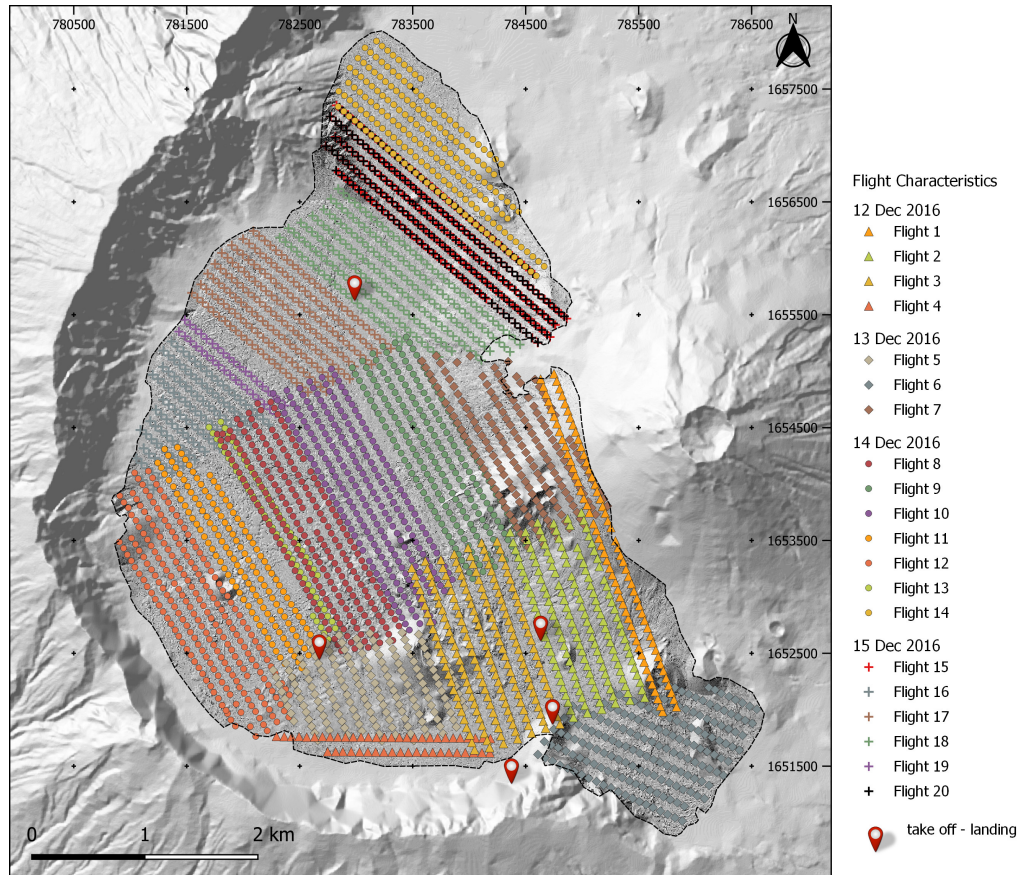 780500 781500 782500 783500 784500 785500 786500
N
1657500
1656500
1655500
1654500
1653500
1652500
1651500
0 1 2 km
Flight Characteristics
12 Dec 2016
Flight 1
Flight 2
Flight 3
Flight 4
13 Dec 2016
Flight 5
Flight 6
Flight 7
14 Dec 2016
Flight 8
Flight 9
Flight 10
Flight 11
Flight 12
Flight 13
Flight 14
15 Dec 2016
Flight 15
Flight 16
Flight 17
Flight 18
Flight 19
Flight 20
take off - landing